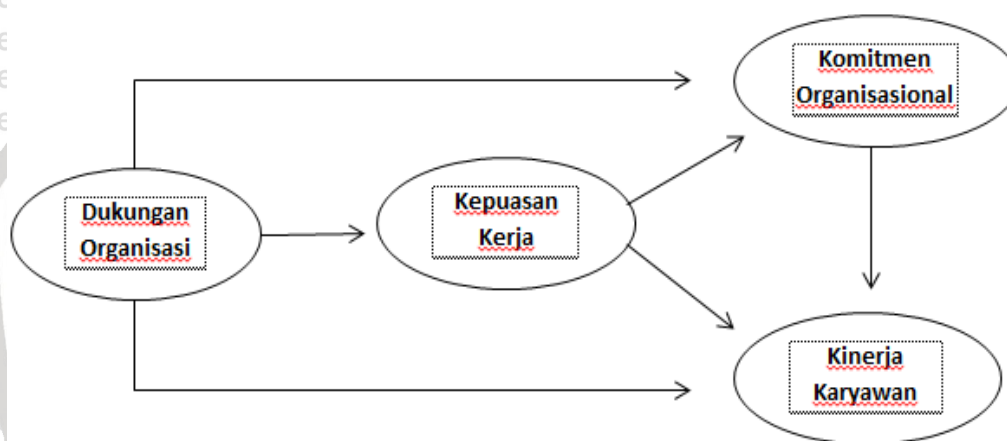 Komitmen
Organisasional
Dukungan
Organisasi
Kepuasan
Kerja
Kinerja
Karyawan